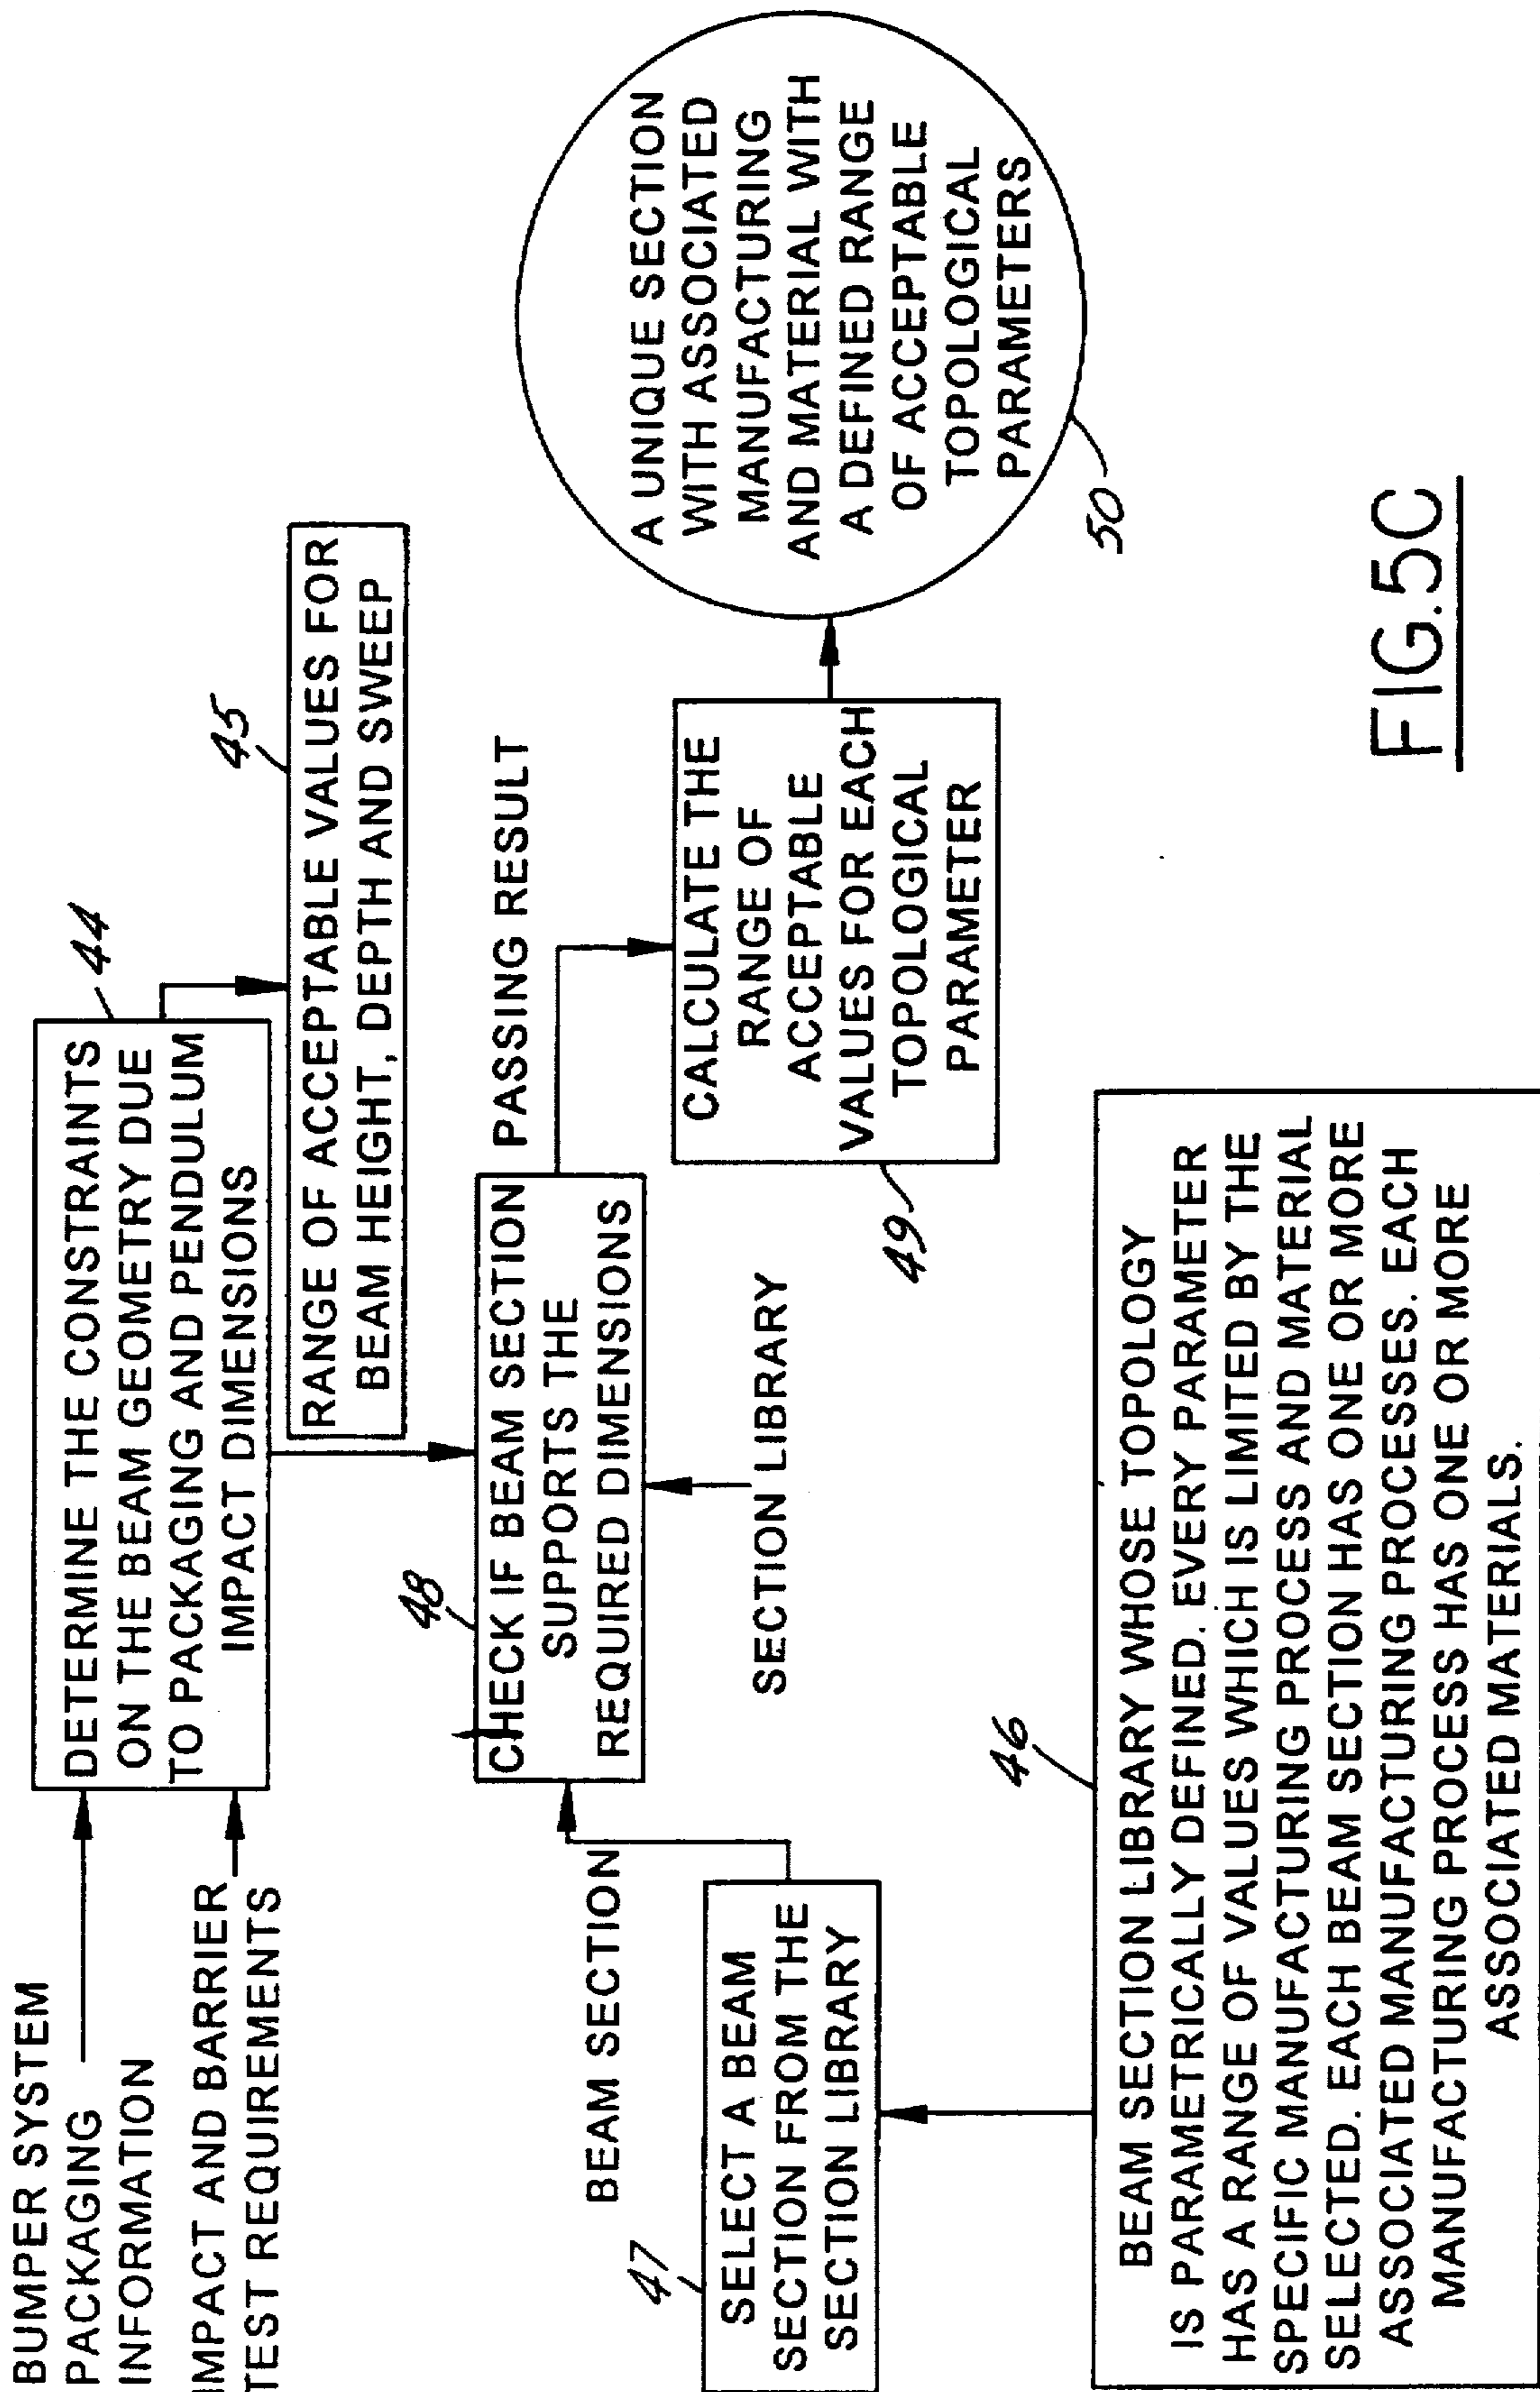 BUMPER SYSTEM
PACKAGING
INFORMATION
IMPACT AND BARRIER
TEST REQUIREMENTS
44
DETERMINE THE CONSTRAINTS
ON THE BEAM GEOMETRY DUE
TO PACKAGING AND PENDULUM
IMPACT DIMENSIONS
45
RANGE OF ACCEPTABLE VALUES FOR
BEAM HEIGHT, DEPTH AND SWEEP
BEAM SECTION
48
CHECK IF BEAM SECTION
SUPPORTS THE
REQUIRED DIMENSIONS
PASSING RESULT
SECTION LIBRARY
47
SELECT A BEAM
SECTION FROM THE
SECTION LIBRARY
CALCULATE THE
RANGE OF
ACCEPTABLE
VALUES FOR EACH
TOPOLOGICAL
PARAMETER
49
A UNIQUE SECTION
WITH ASSOCIATED
MANUFACTURING
AND MATERIAL WITH
A DEFINED RANGE
OF ACCEPTABLE
TOPOLOGICAL
PARAMETERS
50
46
BEAM SECTION LIBRARY WHOSE TOPOLOGY
IS PARAMETRICALLY DEFINED. EVERY PARAMETER
HAS A RANGE OF VALUES WHICH IS LIMITED BY THE
SPECIFIC MANUFACTURING PROCESS AND MATERIAL
SELECTED. EACH BEAM SECTION HAS ONE OR MORE
ASSOCIATED MANUFACTURING PROCESSES. EACH
MANUFACTURING PROCESS HAS ONE OR MORE
ASSOCIATED MATERIALS.
FIG.5C